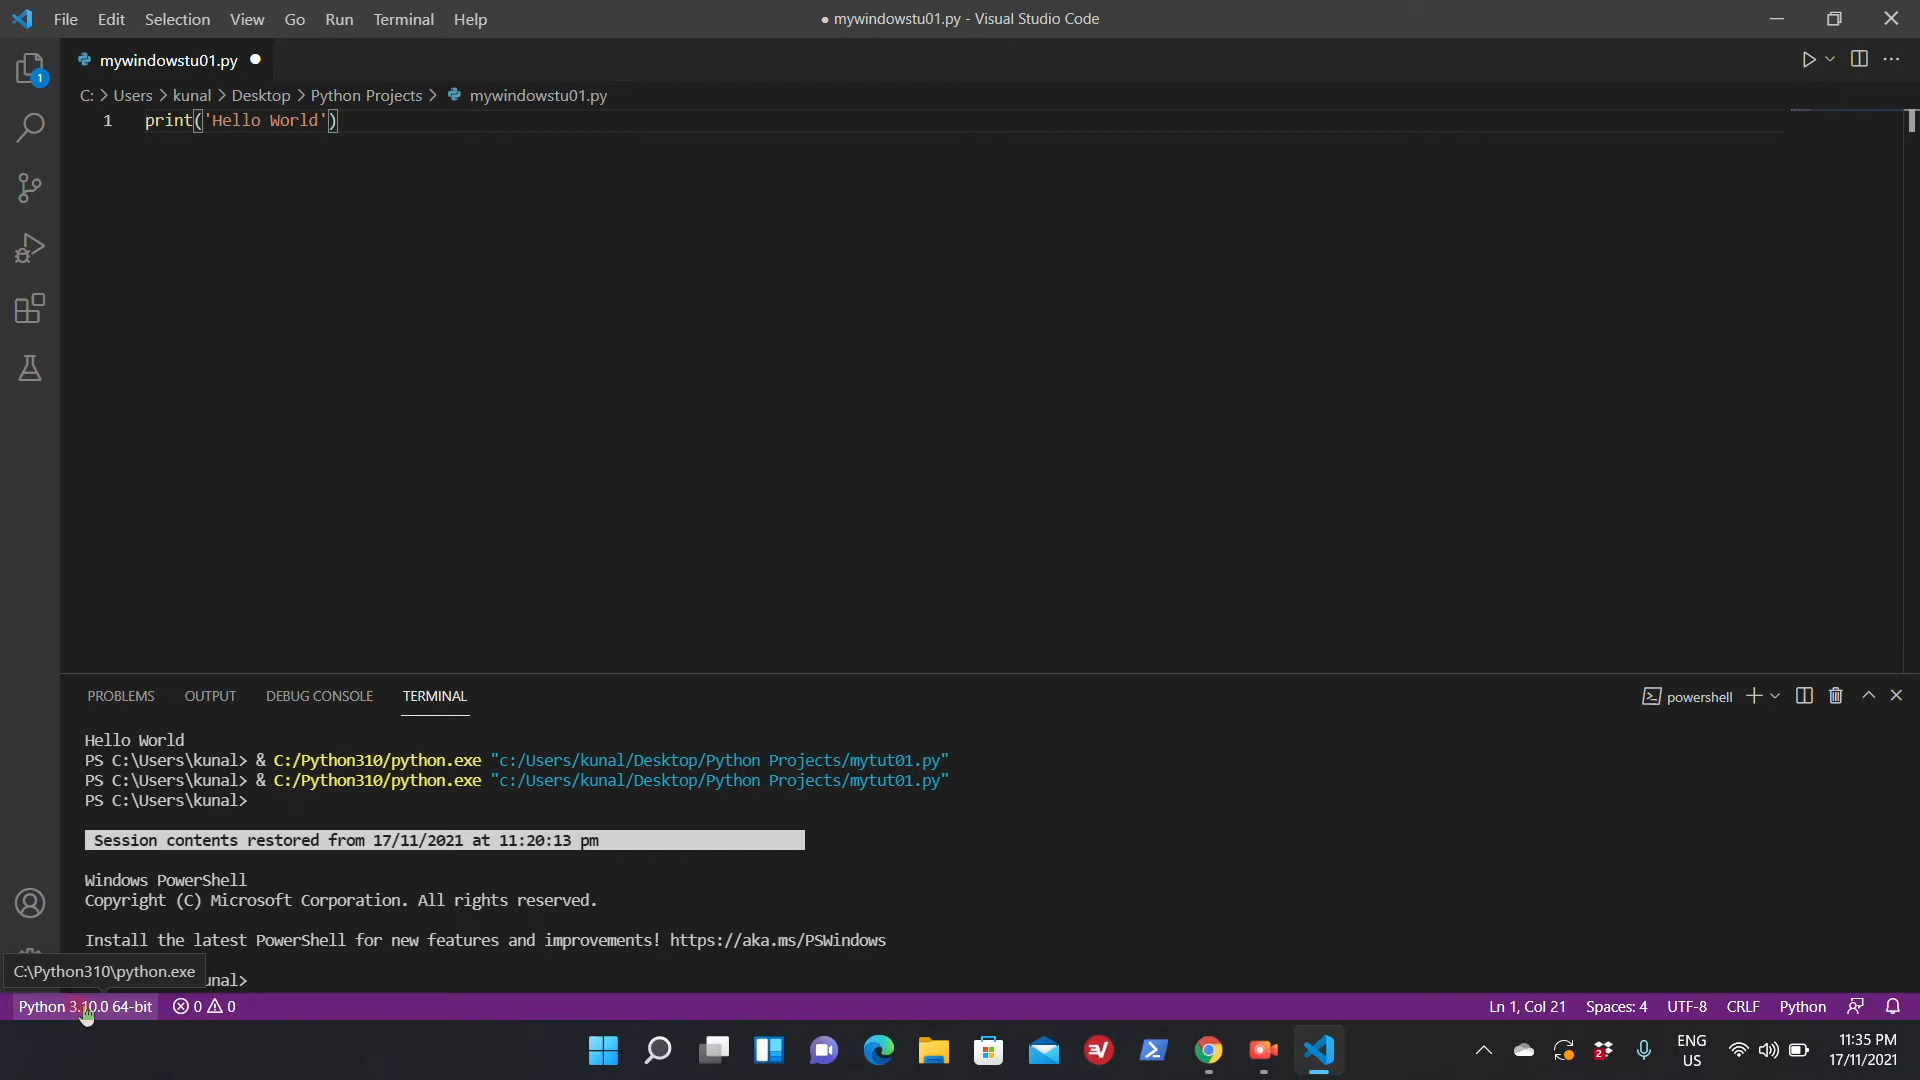 File Edit Selection View Go Run Terminal Help
● mywindowstu01.py - Visual Studio Code
1
mywindowstu01.py
C: > Users > kunal > Desktop > Python Projects > mywindowstu01.py
1 print('Hello World')
PROBLEMS OUTPUT DEBUG CONSOLE TERMINAL
powershell
Hello World
PS C:\Users\kunal> & C:/Python310/python.exe "c:/Users/kunal/Desktop/Python Projects/mytut01.py"
PS C:\Users\kunal> & C:/Python310/python.exe "c:/Users/kunal/Desktop/Python Projects/mytut01.py"
PS C:\Users\kunal>
Session contents restored from 17/11/2021 at 11:20:13 pm
Windows PowerShell
Copyright (C) Microsoft Corporation. All rights reserved.
Install the latest PowerShell for new features and improvements! https://aka.ms/PSWindows
C:\Python310\python.exe
unal>
Python 3.10.0 64-bit 0 0 Ln 1, Col 21 Spaces: 4 UTF-8 CRLF Python
2
ENG
US
11:35 PM
17/11/2021